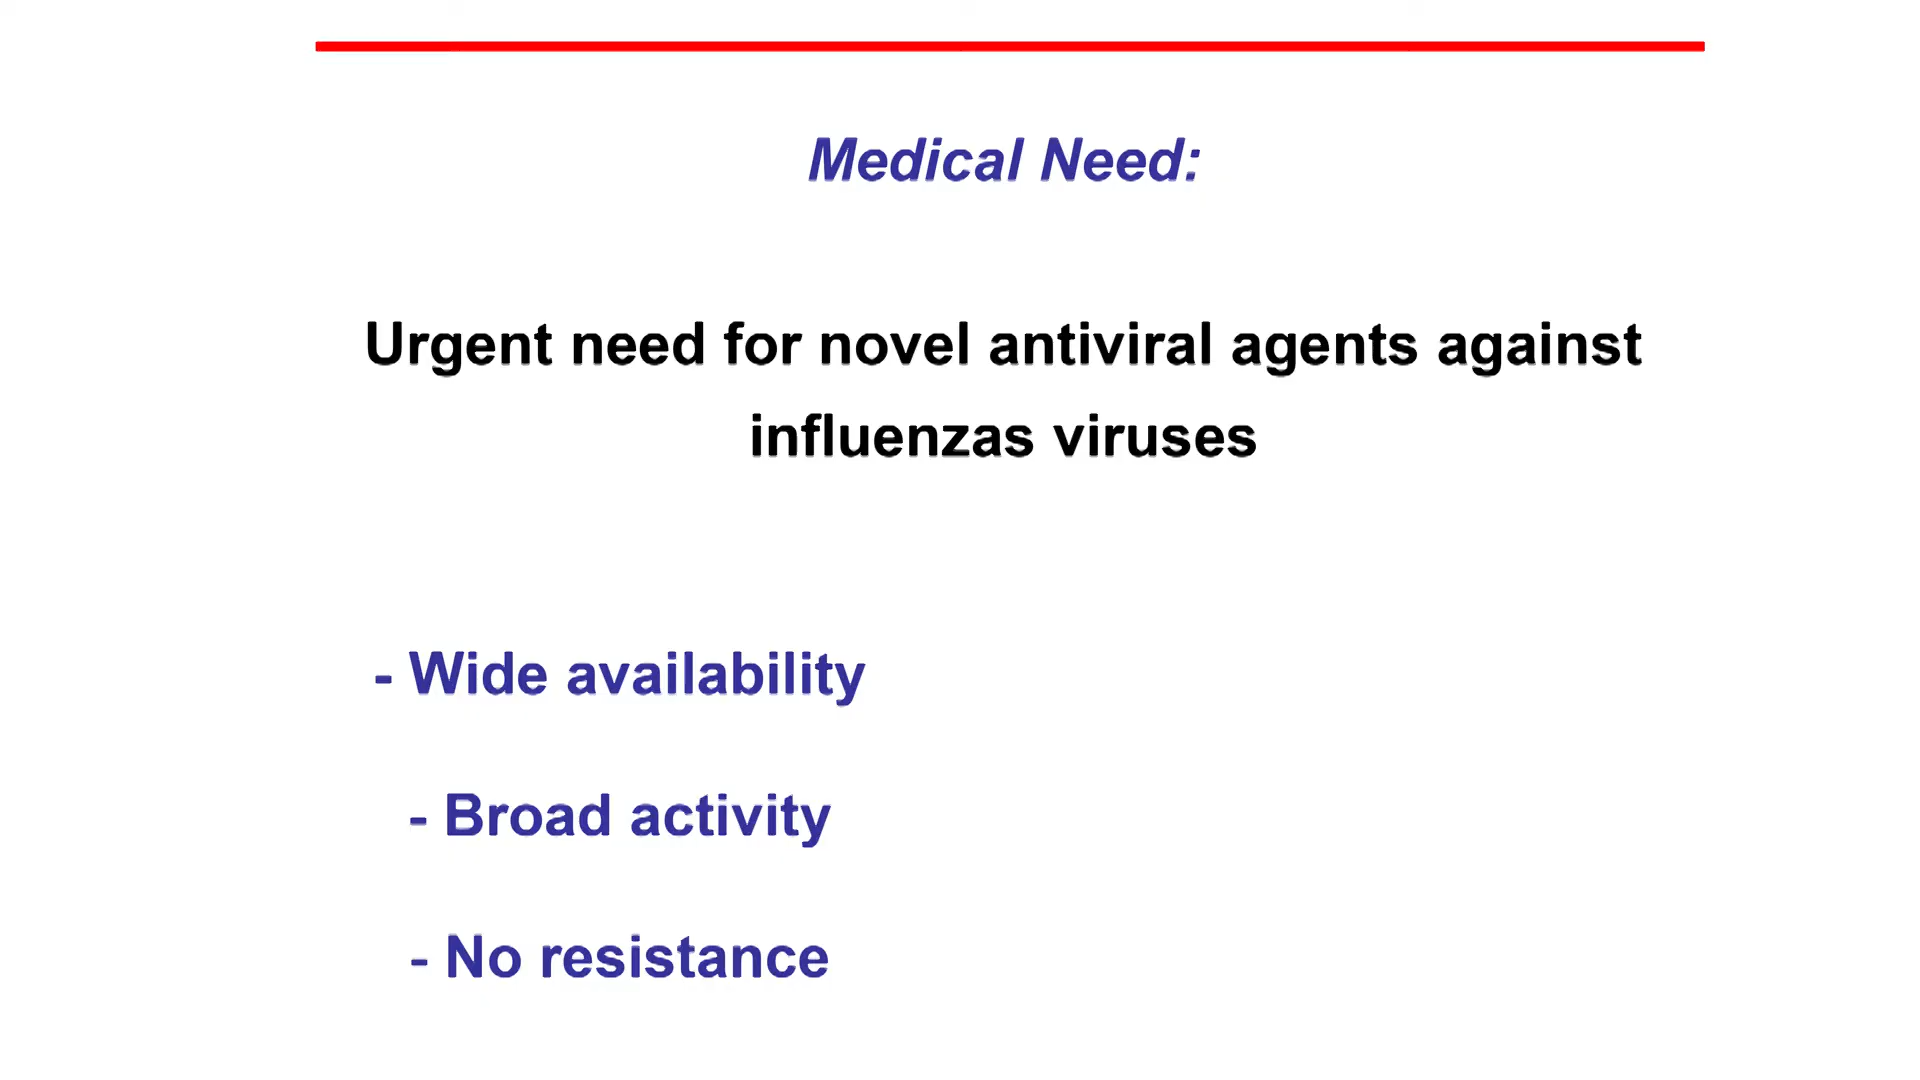 Medical Need:
Urgent need for novel antiviral agents against
influenzas viruses
- Wide availability
- Broad activity
- No resistance